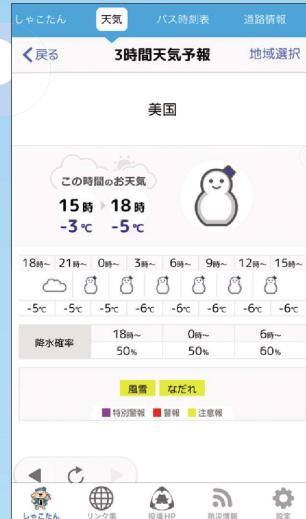 しゃこたん 天気 バス時刻表 道路情報
く戻る 3時間天気予報 地域選択
美国
この時間のお天気
15時 18時
-3℃ -5℃
18時〜 21時〜 0時〜 3時〜 6時〜 9時〜 12時〜 15時〜
-5℃ -5℃ -5℃ -6℃ -6℃ -6℃ -6℃ -6℃
降水確率 18時〜 0時〜 6時〜
50% 50% 60%
風雪 なだれ
特別警報 警報 注意報
しゃこたん リンク集 役場HP 防災情報 設定